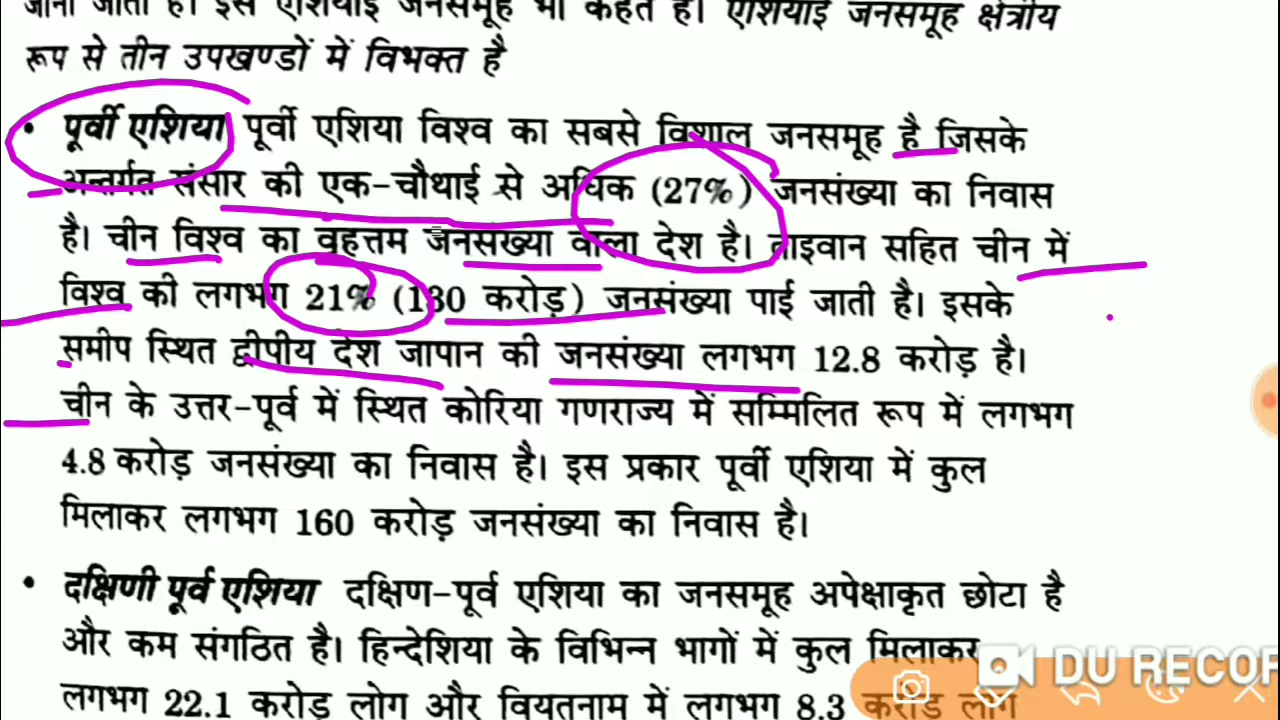 जाना जाता है। इसे एशियाई जनसमूह भी कहते हैं। एशियाई जनसमूह क्षेत्रीय
रूप से तीन उपखण्डों में विभक्त है
• पूर्वी एशिया पूर्वी एशिया विश्व का सबसे विशाल जनसमूह है जिसके
अन्तर्गत संसार की एक-चौथाई से अधिक (27%) जनसंख्या का निवास
है। चीन विश्व का वृहत्तम जनसंख्या वाला देश है। ताइवान सहित चीन में
विश्व की लगभग 21% (130 करोड़) जनसंख्या पाई जाती है। इसके
समीप स्थित द्वीपीय देश जापान की जनसंख्या लगभग 12.8 करोड़ है।
चीन के उत्तर-पूर्व में स्थित कोरिया गणराज्य में सम्मिलित रूप में लगभग
4.8 करोड़ जनसंख्या का निवास है। इस प्रकार पूर्वी एशिया में कुल
मिलाकर लगभग 160 करोड़ जनसंख्या का निवास है।
• दक्षिणी पूर्व एशिया दक्षिण-पूर्व एशिया का जनसमूह अपेक्षाकृत छोटा है
और कम संगठित है। हिन्देशिया के विभिन्न भागों में कुल मिलाकर
लगभग 22.1 करोड़ लोग और वियतनाम में लगभग 8.3 करोड़ लोग
DU RECOR